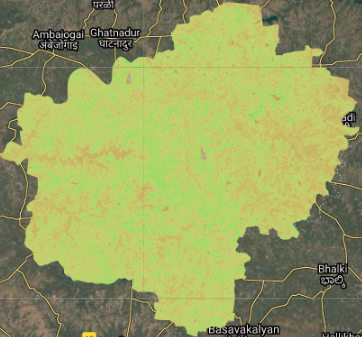 परळी
Ambajogai
अंबेजोगाई
Ghatnadur
घाटनादुर
Bhalki
ಭಾಲ್ಕಿ
Basavakalyan